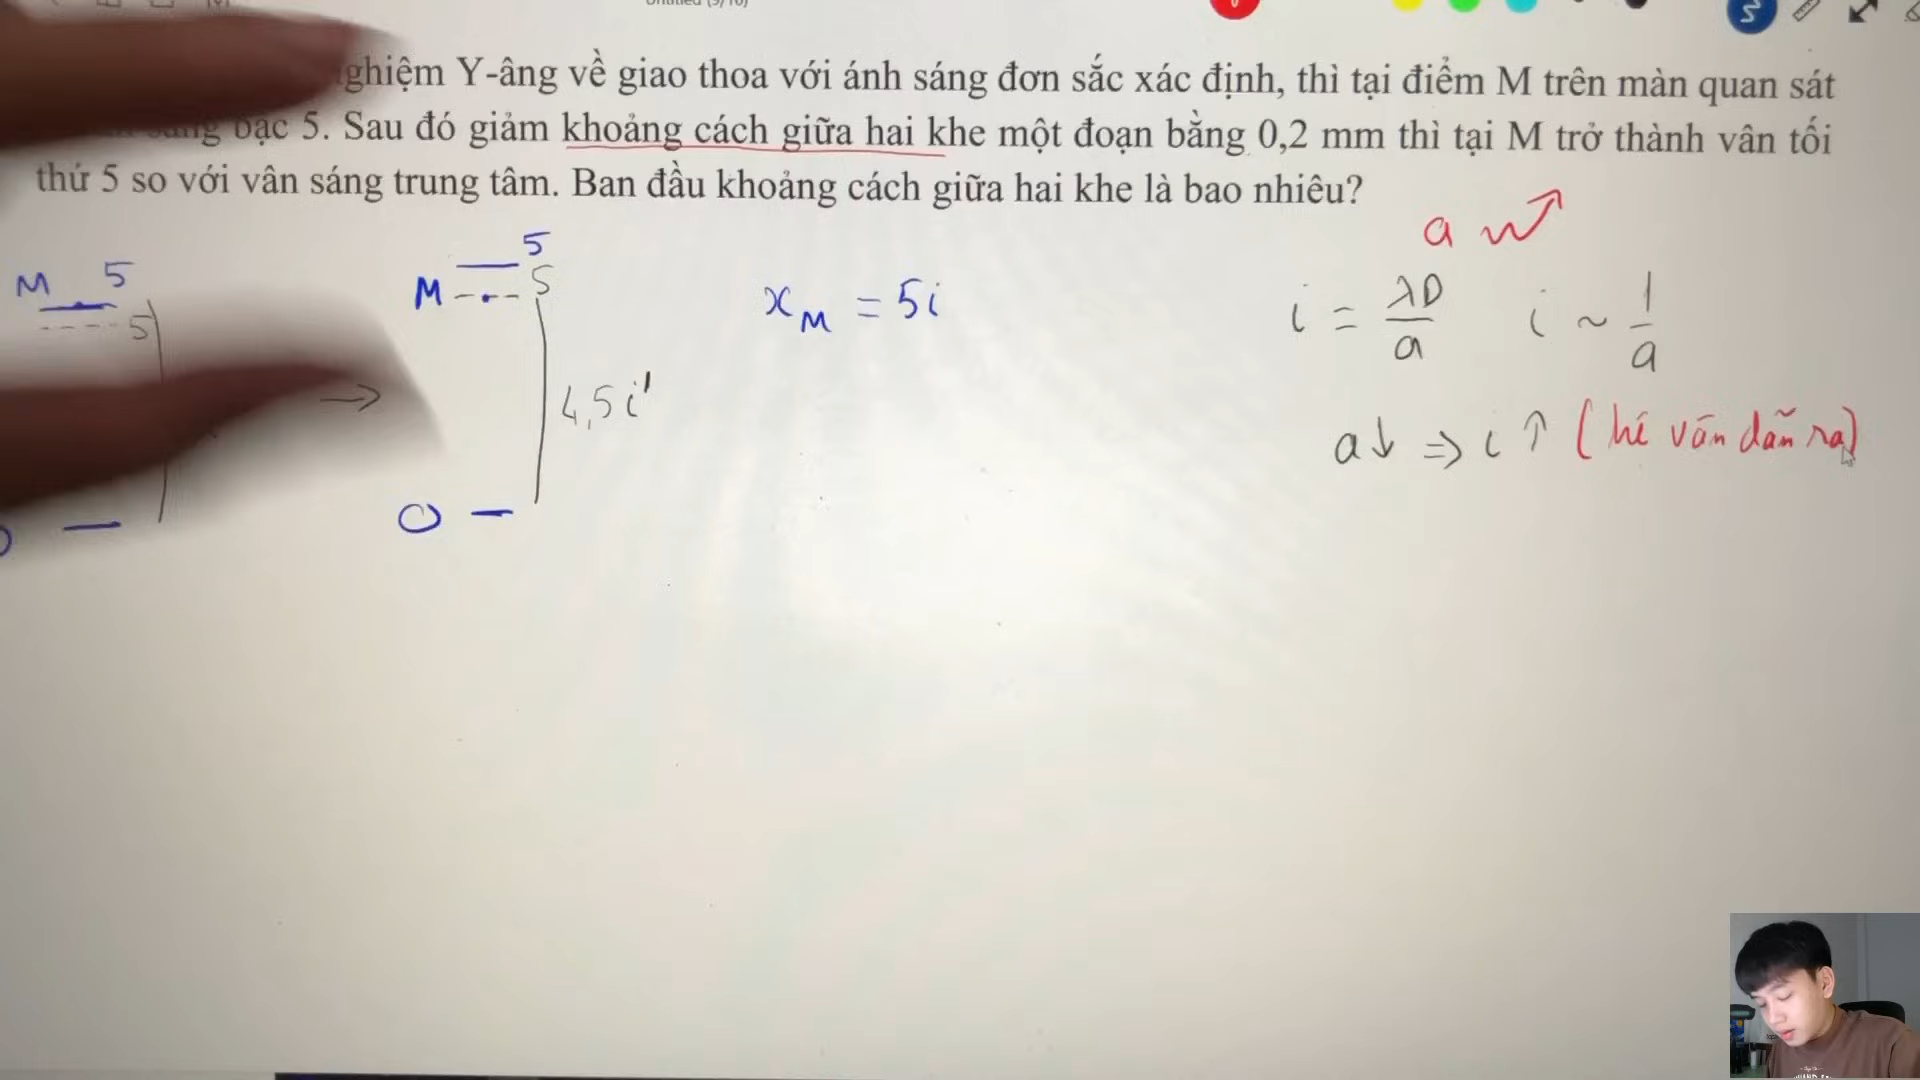 nghiệm Y-âng về giao thoa với ánh sáng đơn sắc xác định, thì tại điểm M trên màn quan sát
sáng bậc 5. Sau đó giảm khoảng cách giữa hai khe một đoạn bằng 0,2 mm thì tại M trở thành vân tối
thứ 5 so với vân sáng trung tâm. Ban đầu khoảng cách giữa hai khe là bao nhiêu?
a
M 5
5
5
M 5
x_M = 5i
i = λD/a
i ~ 1/a
4,5i'
a↓ ⇒ i↑ (hệ vân dãn ra)
O